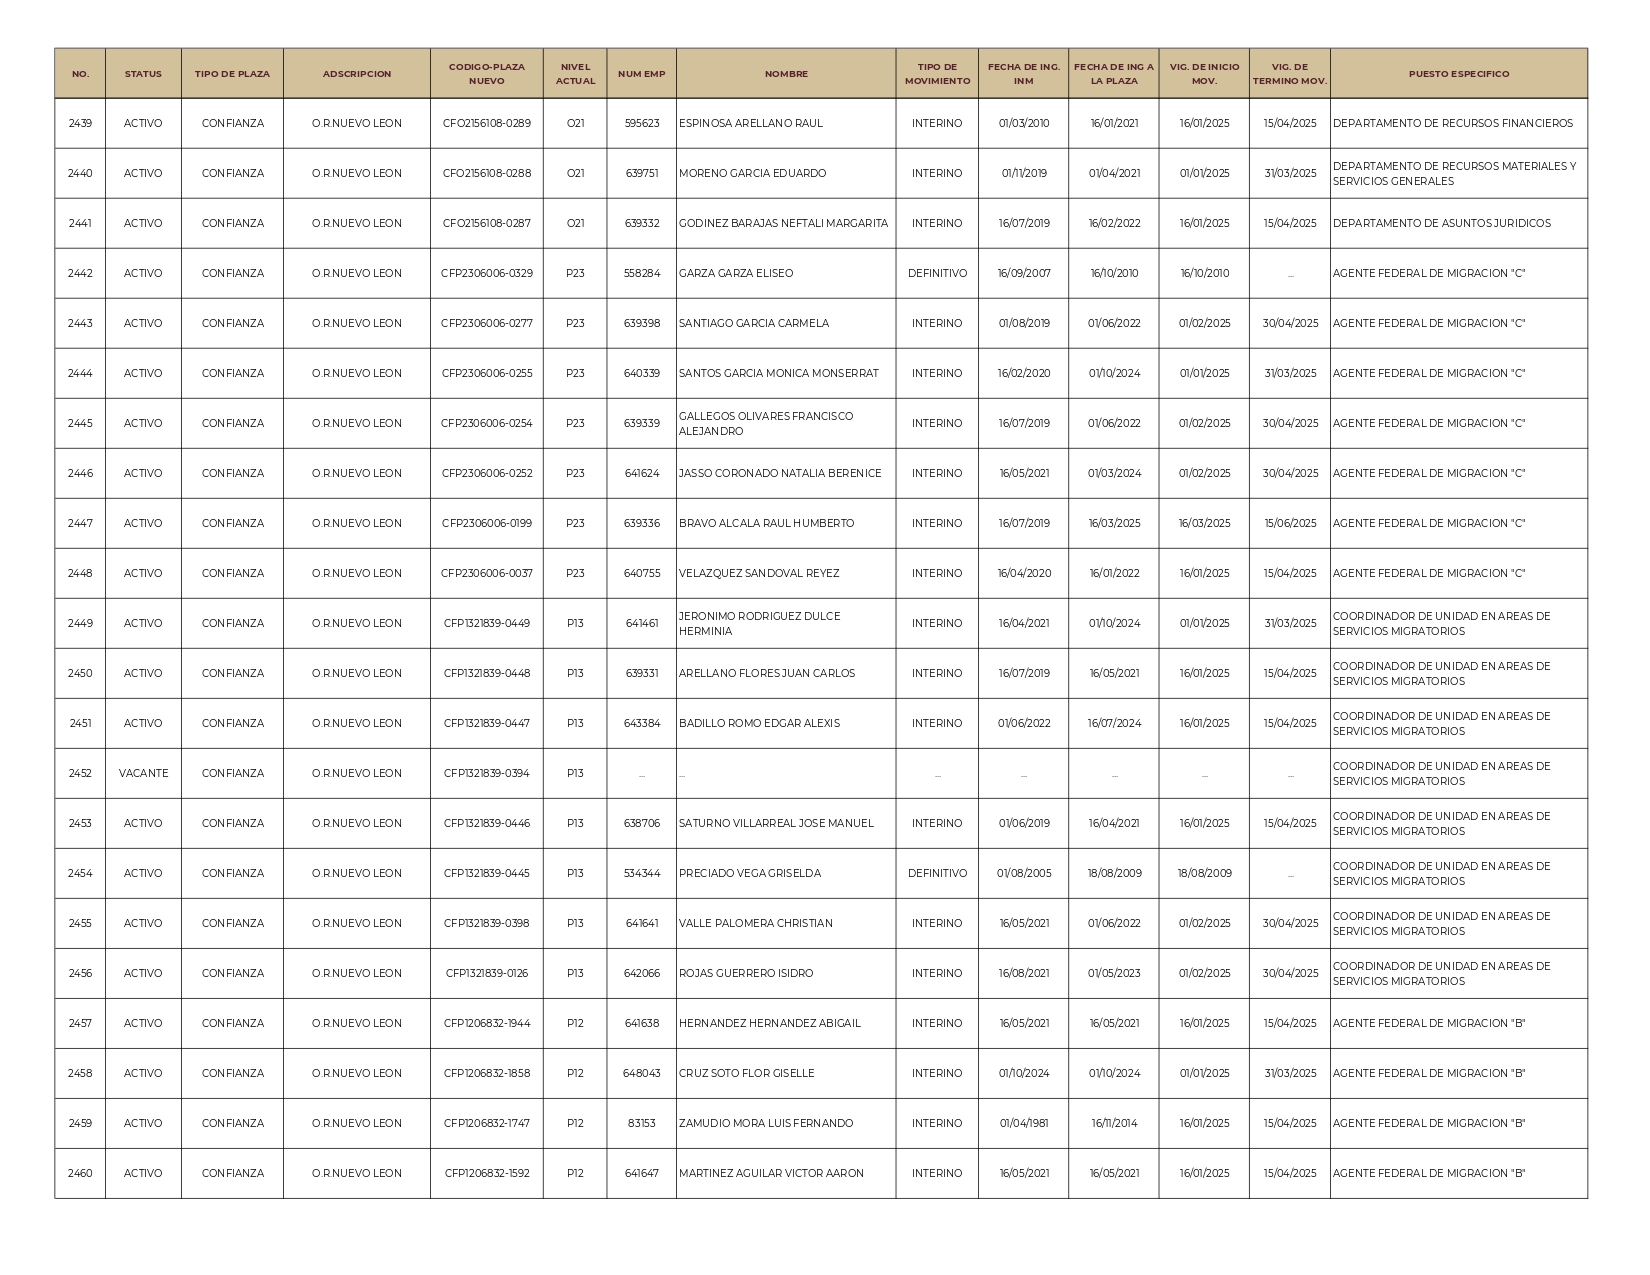 NO. STATUS TIPO DE PLAZA ADSCRIPCION CODIGO-PLAZA NUEVO NIVEL ACTUAL NUM EMP NOMBRE TIPO DE MOVIMIENTO FECHA DE ING. INM FECHA DE ING A LA PLAZA VIG. DE INICIO MOV. VIG. DE TERMINO MOV. PUESTO ESPECIFICO
2439 ACTIVO CONFIANZA O.R.NUEVO LEON CFO2156108-0289 O21 595623 ESPINOSA ARELLANO RAUL INTERINO 01/03/2010 16/01/2021 16/01/2025 15/04/2025 DEPARTAMENTO DE RECURSOS FINANCIEROS
2440 ACTIVO CONFIANZA O.R.NUEVO LEON CFO2156108-0288 O21 639751 MORENO GARCIA EDUARDO INTERINO 01/11/2019 01/04/2021 01/01/2025 31/03/2025 DEPARTAMENTO DE RECURSOS MATERIALES Y SERVICIOS GENERALES
2441 ACTIVO CONFIANZA O.R.NUEVO LEON CFO2156108-0287 O21 639332 GODINEZ BARAJAS NEFTALI MARGARITA INTERINO 16/07/2019 16/02/2022 16/01/2025 15/04/2025 DEPARTAMENTO DE ASUNTOS JURIDICOS
2442 ACTIVO CONFIANZA O.R.NUEVO LEON CFP2306006-0329 P23 558284 GARZA GARZA ELISEO DEFINITIVO 16/09/2007 16/10/2010 16/10/2010 ... AGENTE FEDERAL DE MIGRACION "C"
2443 ACTIVO CONFIANZA O.R.NUEVO LEON CFP2306006-0277 P23 639398 SANTIAGO GARCIA CARMELA INTERINO 01/08/2019 01/06/2022 01/02/2025 30/04/2025 AGENTE FEDERAL DE MIGRACION "C"
2444 ACTIVO CONFIANZA O.R.NUEVO LEON CFP2306006-0255 P23 640339 SANTOS GARCIA MONICA MONSERRAT INTERINO 16/02/2020 01/10/2024 01/01/2025 31/03/2025 AGENTE FEDERAL DE MIGRACION "C"
2445 ACTIVO CONFIANZA O.R.NUEVO LEON CFP2306006-0254 P23 639339 GALLEGOS OLIVARES FRANCISCO ALEJANDRO INTERINO 16/07/2019 01/06/2022 01/02/2025 30/04/2025 AGENTE FEDERAL DE MIGRACION "C"
2446 ACTIVO CONFIANZA O.R.NUEVO LEON CFP2306006-0252 P23 641624 JASSO CORONADO NATALIA BERENICE INTERINO 16/05/2021 01/03/2024 01/02/2025 30/04/2025 AGENTE FEDERAL DE MIGRACION "C"
2447 ACTIVO CONFIANZA O.R.NUEVO LEON CFP2306006-0199 P23 639336 BRAVO ALCALA RAUL HUMBERTO INTERINO 16/07/2019 16/03/2025 16/03/2025 15/06/2025 AGENTE FEDERAL DE MIGRACION "C"
2448 ACTIVO CONFIANZA O.R.NUEVO LEON CFP2306006-0037 P23 640755 VELAZQUEZ SANDOVAL REYEZ INTERINO 16/04/2020 16/01/2022 16/01/2025 15/04/2025 AGENTE FEDERAL DE MIGRACION "C"
2449 ACTIVO CONFIANZA O.R.NUEVO LEON CFP1321839-0449 P13 641461 JERONIMO RODRIGUEZ DULCE HERMINIA INTERINO 16/04/2021 01/10/2024 01/01/2025 31/03/2025 COORDINADOR DE UNIDAD EN AREAS DE SERVICIOS MIGRATORIOS
2450 ACTIVO CONFIANZA O.R.NUEVO LEON CFP1321839-0448 P13 639331 ARELLANO FLORES JUAN CARLOS INTERINO 16/07/2019 16/05/2021 16/01/2025 15/04/2025 COORDINADOR DE UNIDAD EN AREAS DE SERVICIOS MIGRATORIOS
2451 ACTIVO CONFIANZA O.R.NUEVO LEON CFP1321839-0447 P13 643384 BADILLO ROMO EDGAR ALEXIS INTERINO 01/06/2022 16/07/2024 16/01/2025 15/04/2025 COORDINADOR DE UNIDAD EN AREAS DE SERVICIOS MIGRATORIOS
2452 VACANTE CONFIANZA O.R.NUEVO LEON CFP1321839-0394 P13 ... ... ... ... ... ... ... COORDINADOR DE UNIDAD EN AREAS DE SERVICIOS MIGRATORIOS
2453 ACTIVO CONFIANZA O.R.NUEVO LEON CFP1321839-0446 P13 638706 SATURNO VILLARREAL JOSE MANUEL INTERINO 01/06/2019 16/04/2021 16/01/2025 15/04/2025 COORDINADOR DE UNIDAD EN AREAS DE SERVICIOS MIGRATORIOS
2454 ACTIVO CONFIANZA O.R.NUEVO LEON CFP1321839-0445 P13 534344 PRECIADO VEGA GRISELDA DEFINITIVO 01/08/2005 18/08/2009 18/08/2009 ... COORDINADOR DE UNIDAD EN AREAS DE SERVICIOS MIGRATORIOS
2455 ACTIVO CONFIANZA O.R.NUEVO LEON CFP1321839-0398 P13 641641 VALLE PALOMERA CHRISTIAN INTERINO 16/05/2021 01/06/2022 01/02/2025 30/04/2025 COORDINADOR DE UNIDAD EN AREAS DE SERVICIOS MIGRATORIOS
2456 ACTIVO CONFIANZA O.R.NUEVO LEON CFP1321839-0126 P13 642066 ROJAS GUERRERO ISIDRO INTERINO 16/08/2021 01/05/2023 01/02/2025 30/04/2025 COORDINADOR DE UNIDAD EN AREAS DE SERVICIOS MIGRATORIOS
2457 ACTIVO CONFIANZA O.R.NUEVO LEON CFP1206832-1944 P12 641638 HERNANDEZ HERNANDEZ ABIGAIL INTERINO 16/05/2021 16/05/2021 16/01/2025 15/04/2025 AGENTE FEDERAL DE MIGRACION "B"
2458 ACTIVO CONFIANZA O.R.NUEVO LEON CFP1206832-1858 P12 648043 CRUZ SOTO FLOR GISELLE INTERINO 01/10/2024 01/10/2024 01/01/2025 31/03/2025 AGENTE FEDERAL DE MIGRACION "B"
2459 ACTIVO CONFIANZA O.R.NUEVO LEON CFP1206832-1747 P12 83153 ZAMUDIO MORA LUIS FERNANDO INTERINO 01/04/1981 16/11/2014 16/01/2025 15/04/2025 AGENTE FEDERAL DE MIGRACION "B"
2460 ACTIVO CONFIANZA O.R.NUEVO LEON CFP1206832-1592 P12 641647 MARTINEZ AGUILAR VICTOR AARON INTERINO 16/05/2021 16/05/2021 16/01/2025 15/04/2025 AGENTE FEDERAL DE MIGRACION "B"